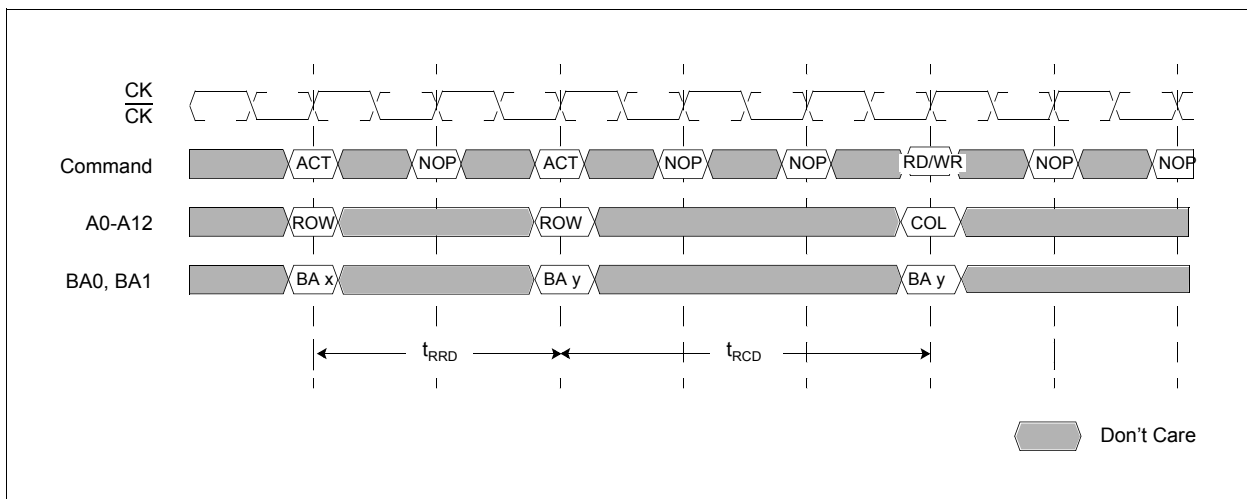 CK
CK
Command ACT NOP ACT NOP NOP RD/WR NOP NOP
A0-A12 ROW ROW COL
BA0, BA1 BA x BA y BA y
tRRD tRCD
Don't Care